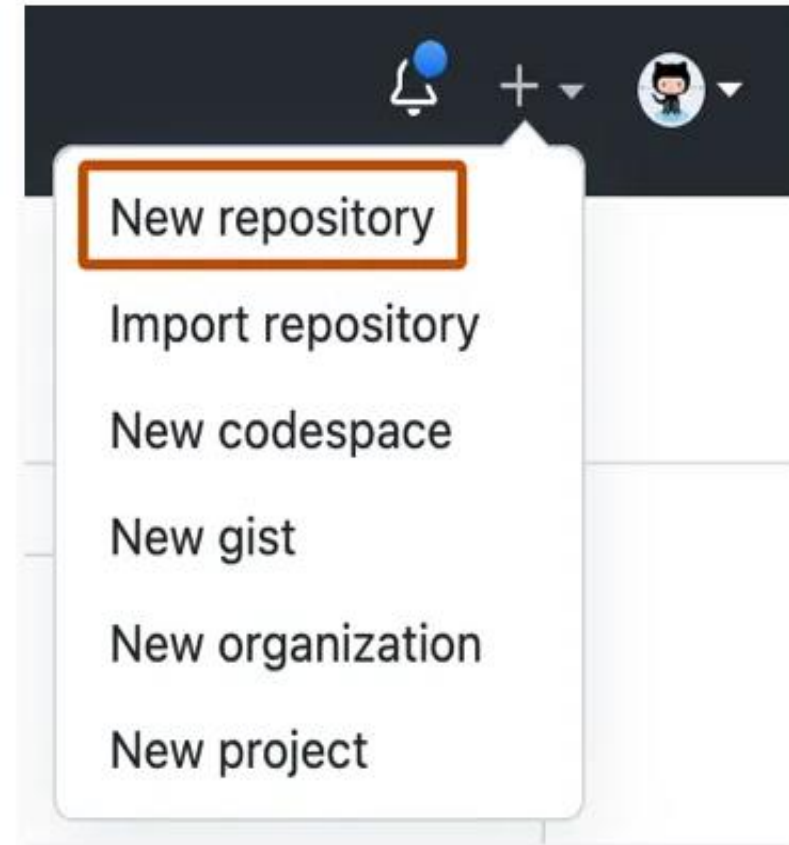 New repository
Import repository
New codespace
New gist
New organization
New project